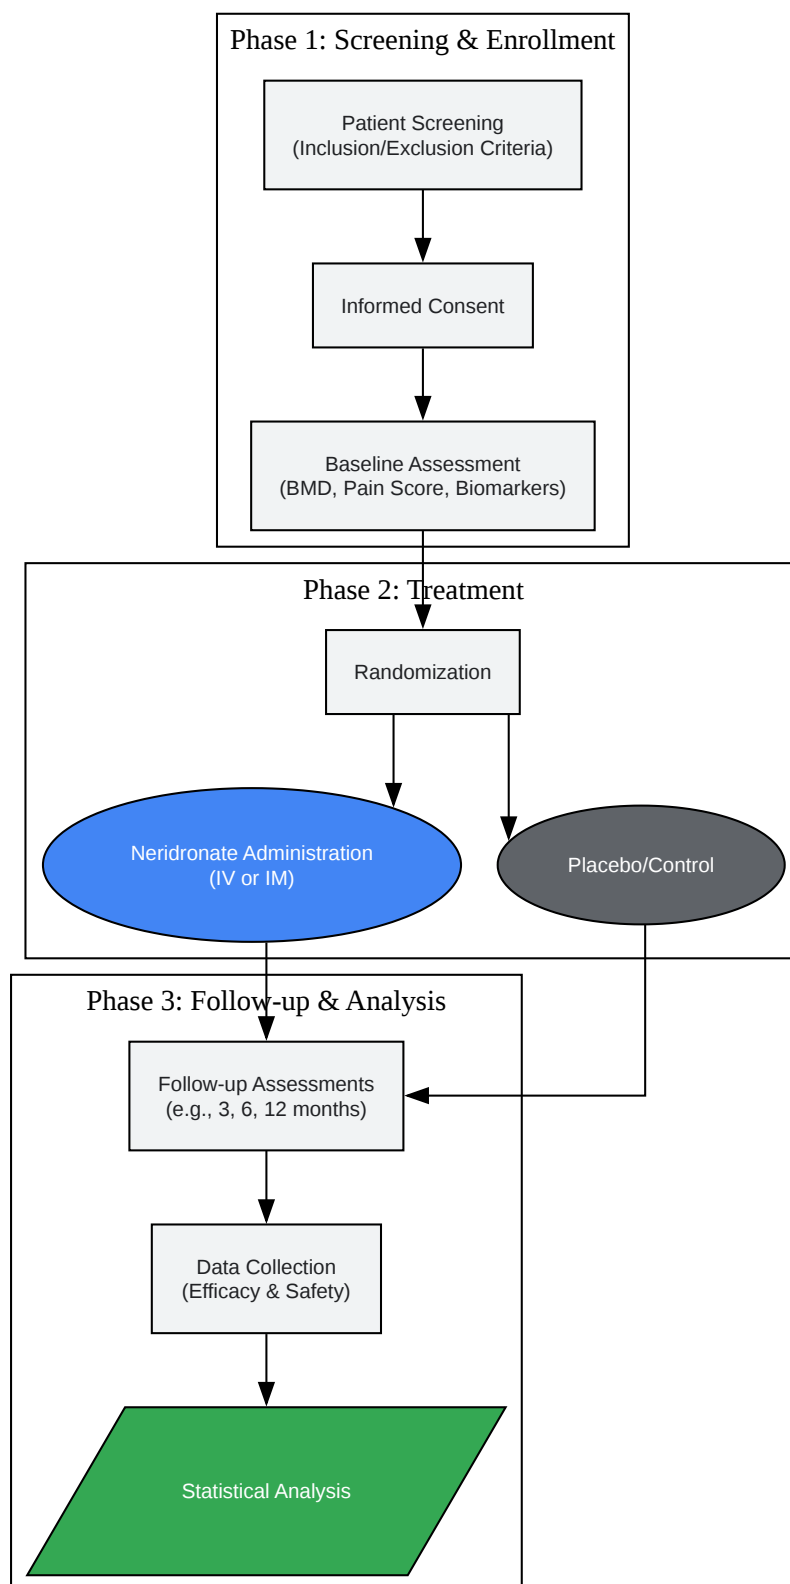 Phase 1: Screening & Enrollment
Patient Screening
(Inclusion/Exclusion Criteria)
Informed Consent
Baseline Assessment
(BMD, Pain Score, Biomarkers)
Phase 2: Treatment
Randomization
Neridronate Administration
(IV or IM)
Placebo/Control
Phase 3: Follow-up & Analysis
Follow-up Assessments
(e.g., 3, 6, 12 months)
Data Collection
(Efficacy & Safety)
Statistical Analysis